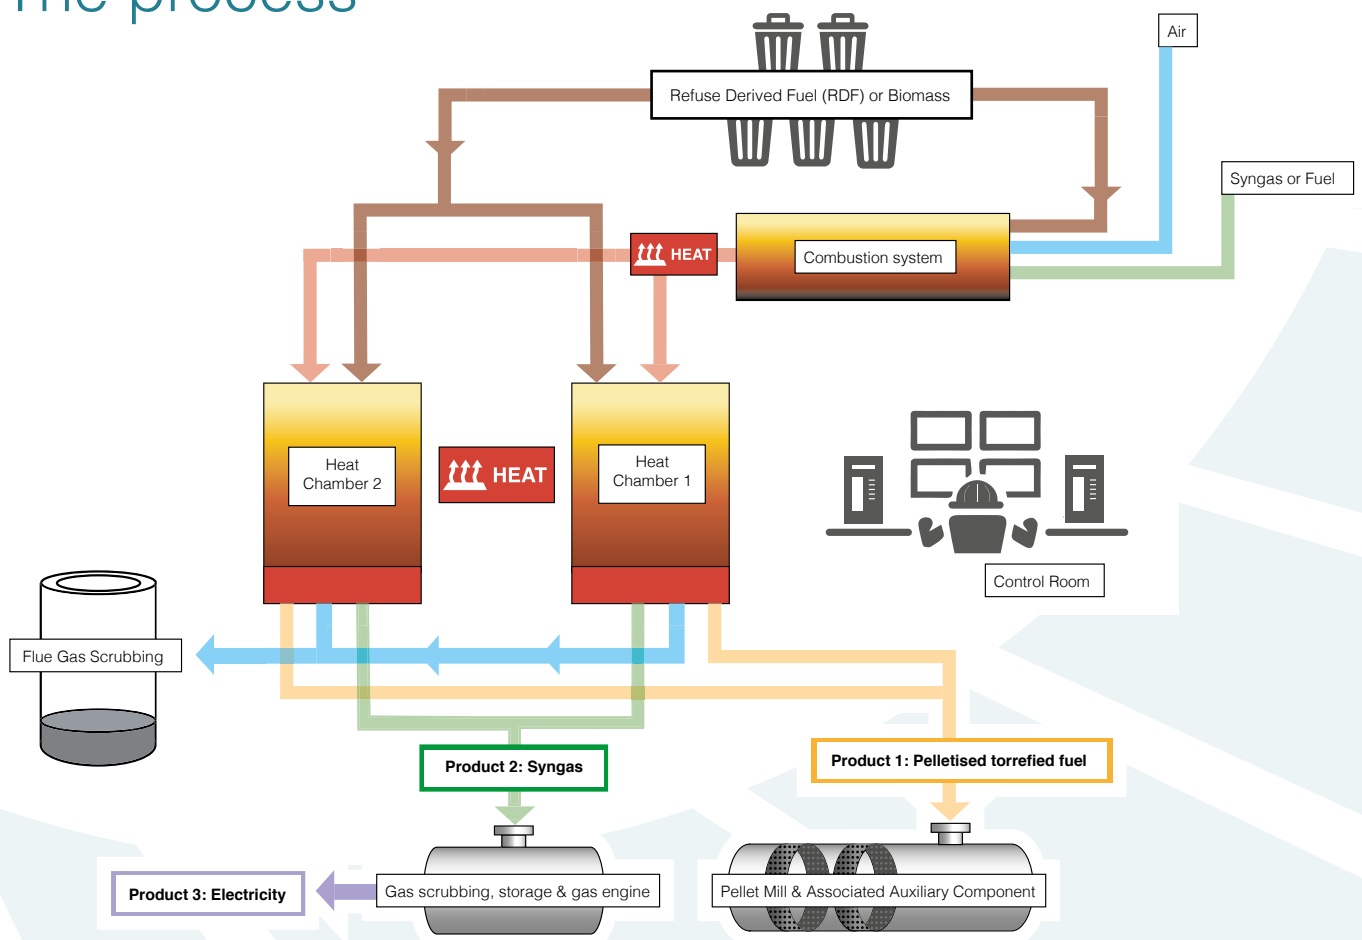 The process
Air
Refuse Derived Fuel (RDF) or Biomass
Syngas or Fuel
HEAT
Combustion system
Heat
Chamber 2
HEAT
Heat
Chamber 1
Control Room
Flue Gas Scrubbing
Product 2: Syngas
Product 1: Pelletised torrefied fuel
Product 3: Electricity
Gas scrubbing, storage & gas engine
Pellet Mill & Associated Auxiliary Component